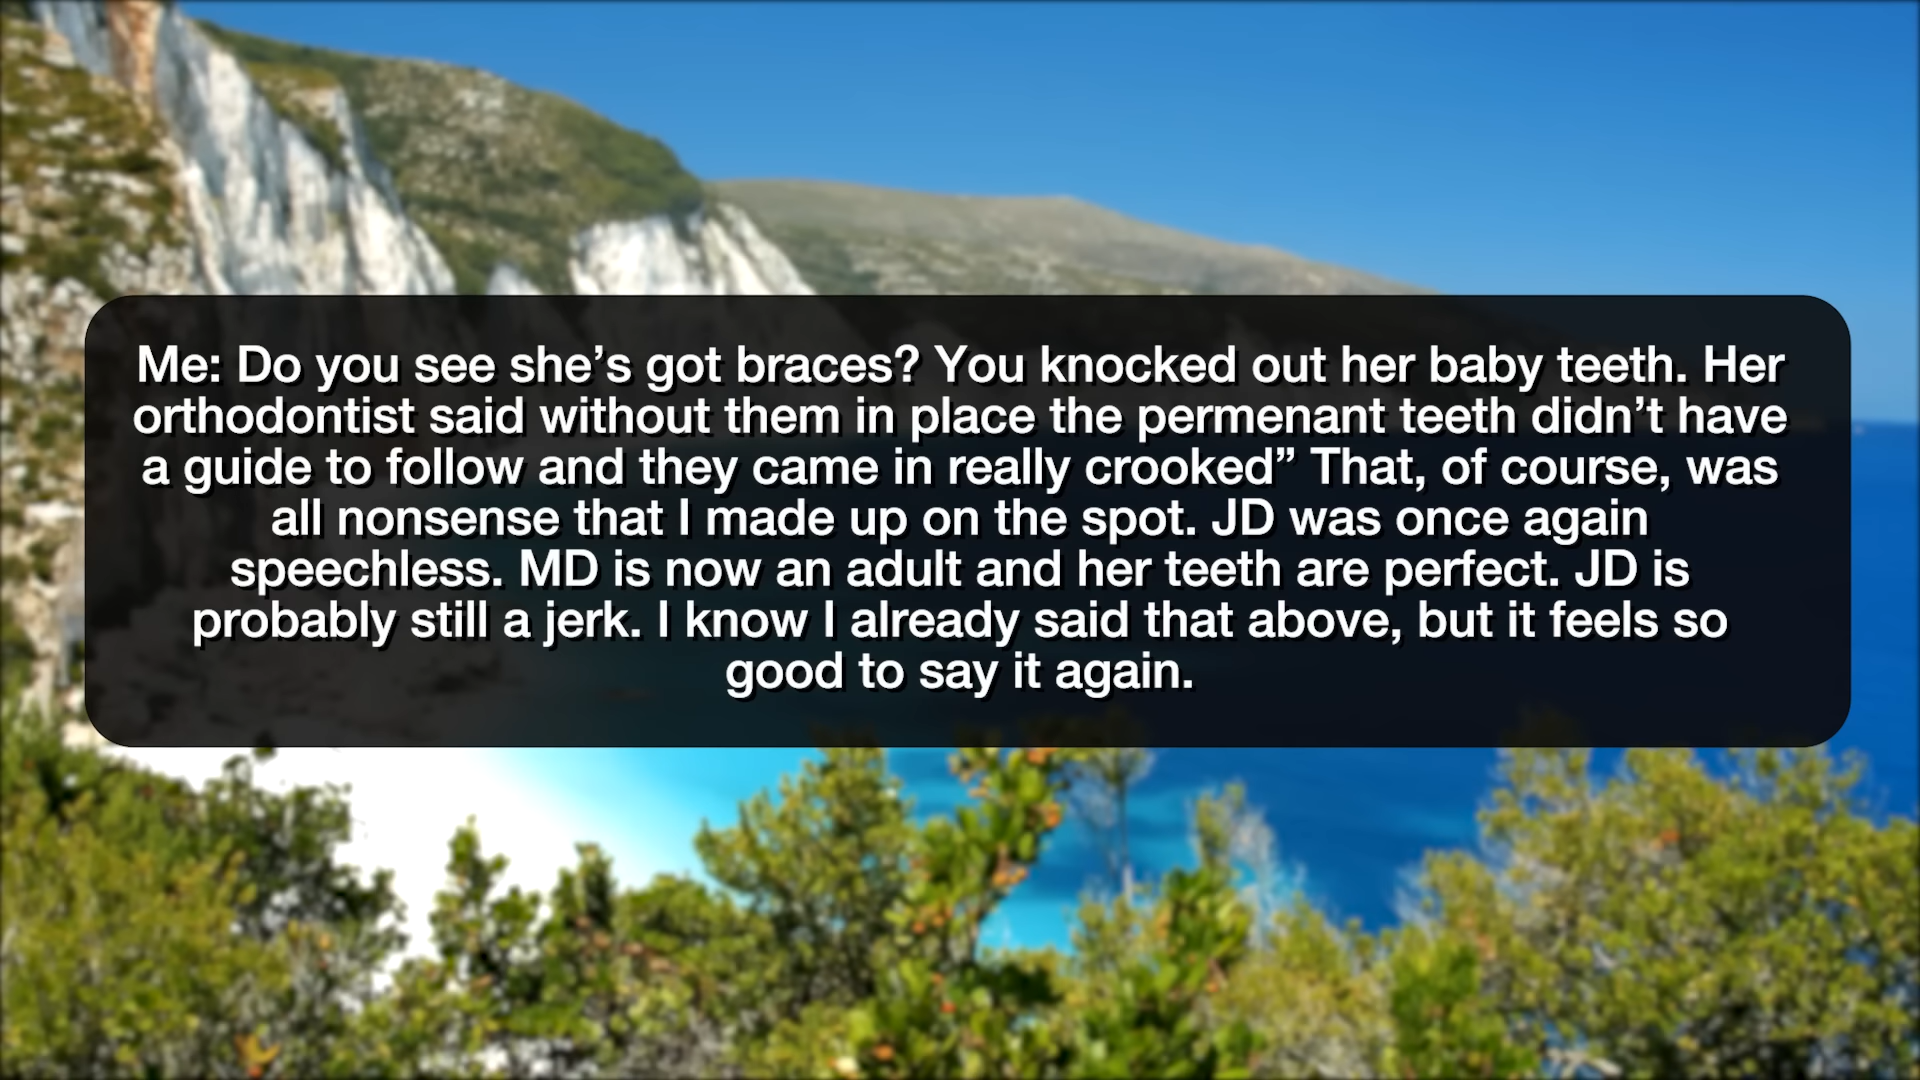 Me: Do you see she’s got braces? You knocked out her baby teeth. Her
orthodontist said without them in place the permenant teeth didn’t have
a guide to follow and they came in really crooked” That, of course, was
all nonsense that I made up on the spot. JD was once again
speechless. MD is now an adult and her teeth are perfect. JD is
probably still a jerk. I know I already said that above, but it feels so
good to say it again.